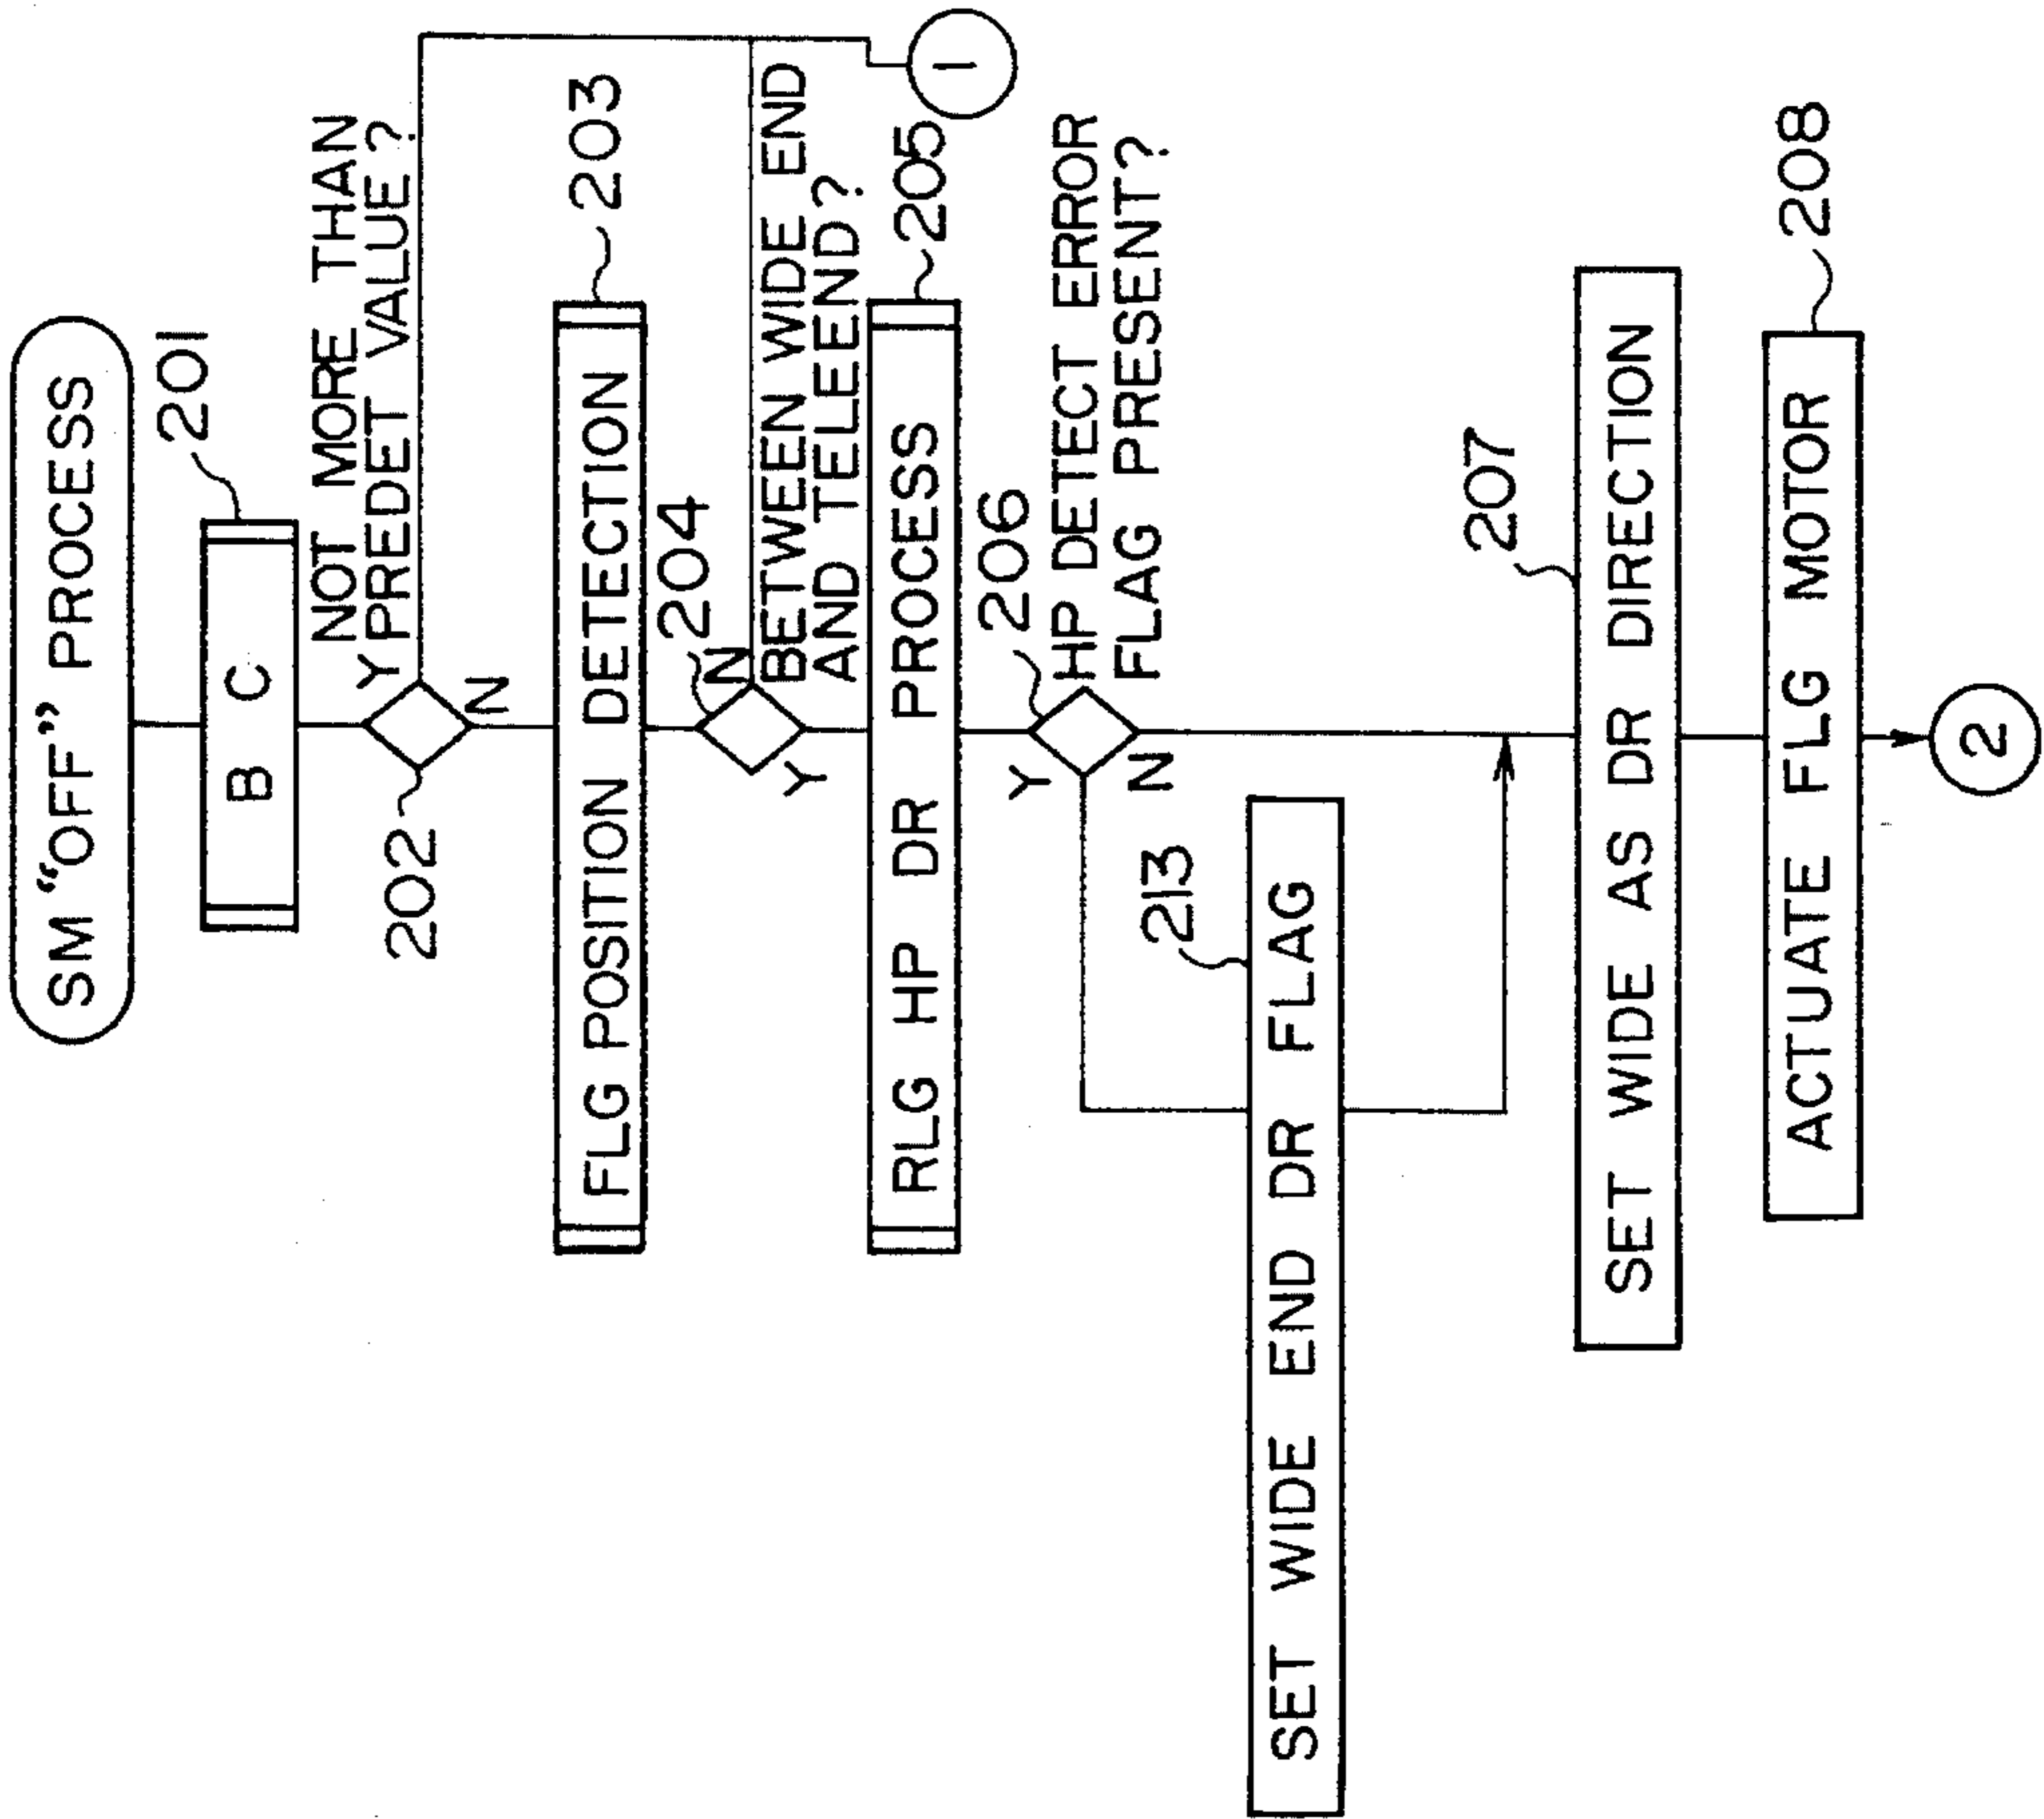 SM “OFF” PROCESS
B C
201
NOT MORE THAN
PREDET VALUE?
Y
N
202
FLG POSITION DETECTION
203
204
N
BETWEEN WIDE END
AND TELEEND?
Y
1
RLG HP DR PROCESS
205
206
HP DETECT ERROR
FLAG PRESENT?
Y
N
213
SET WIDE END DR FLAG
207
SET WIDE AS DR DIRECTION
ACTUATE FLG MOTOR
208
2